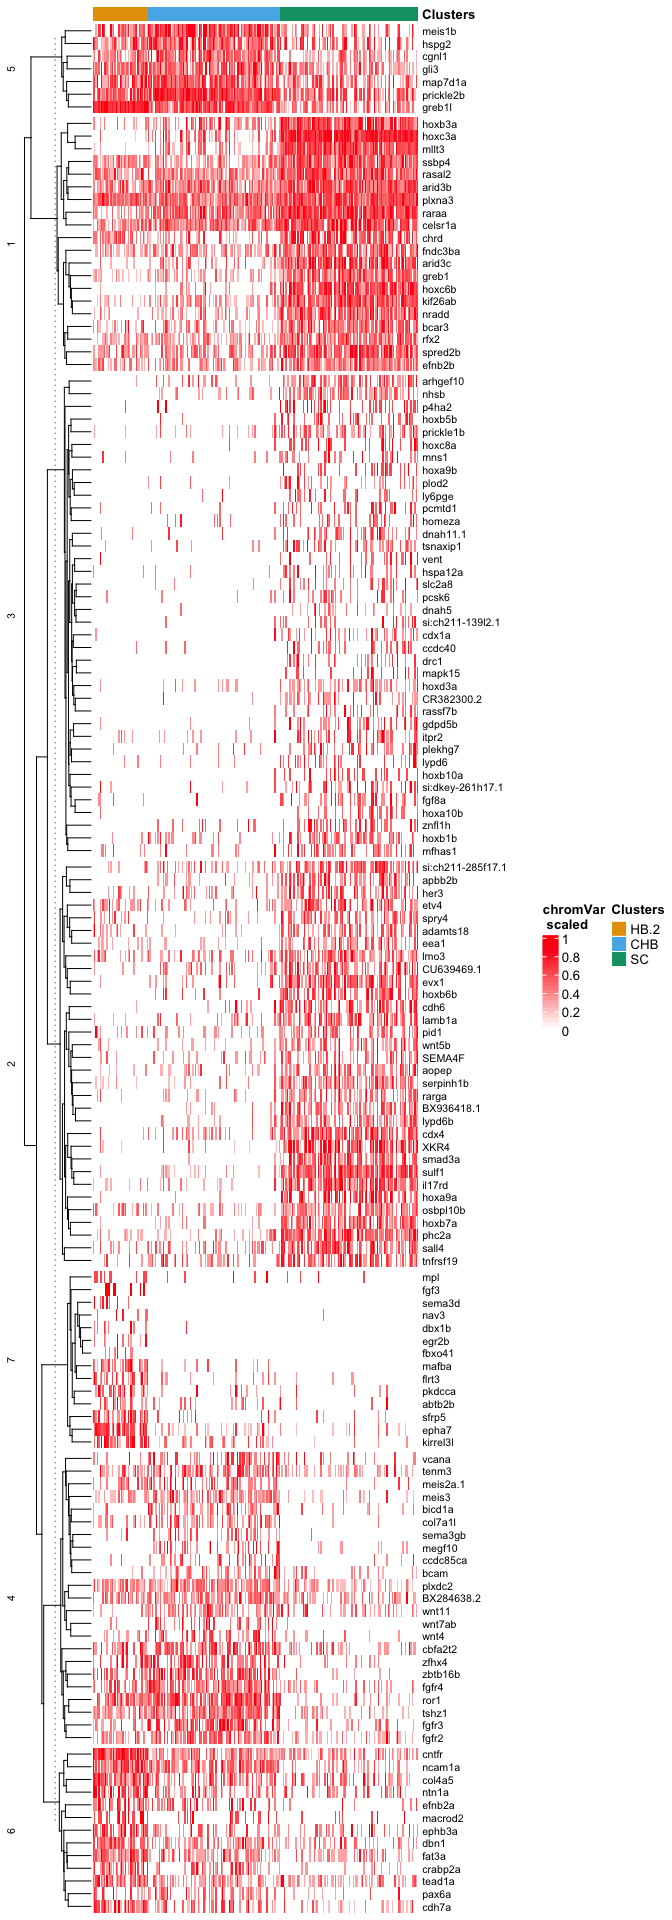 Clusters
5
meis1b
hspg2
cgnl1
gli3
map7d1a
prickle2b
greb1l
1
hoxb3a
hoxc3a
mllt3
ssbp4
rasal2
arid3b
plxna3
raraa
celsr1a
chrd
fndc3ba
arid3c
greb1
hoxc6b
kif26ab
nradd
bcar3
rfx2
spred2b
efnb2b
3
arhgef10
nhsb
p4ha2
hoxb5b
prickle1b
hoxc8a
mns1
hoxa9b
plod2
ly6pge
pcmtd1
homeza
dnah11.1
tsnaxip1
vent
hspa12a
slc2a8
pcsk6
dnah5
si:ch211-139l2.1
cdx1a
ccdc40
drc1
mapk15
hoxd3a
CR382300.2
rassf7b
gdpd5b
itpr2
plekhg7
lypd6
hoxb10a
si:dkey-261h17.1
fgf8a
hoxa10b
znfl1h
hoxb1b
mfhas1
2
si:ch211-285f17.1
apbb2b
her3
etv4
spry4
adamts18
eea1
lmo3
CU639469.1
evx1
hoxb6b
cdh6
lamb1a
pid1
wnt5b
SEMA4F
aopep
serpinh1b
rarga
BX936418.1
lypd6b
cdx4
XKR4
smad3a
sulf1
il17rd
hoxa9a
osbpl10b
hoxb7a
phc2a
sall4
tnfrsf19
7
mpl
fgf3
sema3d
nav3
dbx1b
egr2b
fbxo41
mafba
flrt3
pkdcca
abtb2b
sfrp5
epha7
kirrel3l
4
vcana
tenm3
meis2a.1
meis3
bicd1a
col7a1l
sema3gb
megf10
ccdc85ca
bcam
plxdc2
BX284638.2
wnt11
wnt7ab
wnt4
cbfa2t2
zfhx4
zbtb16b
fgfr4
ror1
tshz1
fgfr3
fgfr2
6
cntfr
ncam1a
col4a5
ntn1a
efnb2a
macrod2
ephb3a
dbn1
fat3a
crabp2a
tead1a
pax6a
cdh7a
chromVar
scaled
1
0.8
0.6
0.4
0.2
0
Clusters
HB.2
CHB
SC